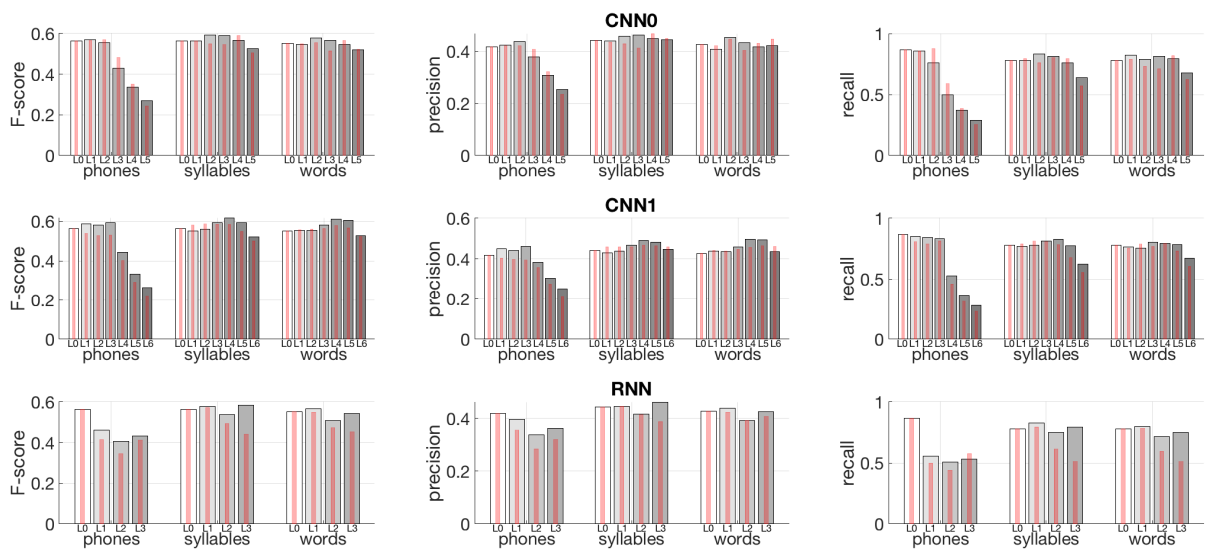 CNN0
F-score
0.6
0.4
0.2
0
L0 L1 L2 L3 L4 L5 L0 L1 L2 L3 L4 L5 L0 L1 L2 L3 L4 L5
phones syllables words
precision
0.4
0.2
0
L0 L1 L2 L3 L4 L5 L0 L1 L2 L3 L4 L5 L0 L1 L2 L3 L4 L5
phones syllables words
recall
1
0.5
0
L0 L1 L2 L3 L4 L5 L0 L1 L2 L3 L4 L5 L0 L1 L2 L3 L4 L5
phones syllables words
CNN1
F-score
0.6
0.4
0.2
0
L0 L1 L2 L3 L4 L5 L6 L0 L1 L2 L3 L4 L5 L6 L0 L1 L2 L3 L4 L5 L6
phones syllables words
precision
0.6
0.4
0.2
0
L0 L1 L2 L3 L4 L5 L6 L0 L1 L2 L3 L4 L5 L6 L0 L1 L2 L3 L4 L5 L6
phones syllables words
recall
1
0.5
0
L0 L1 L2 L3 L4 L5 L6 L0 L1 L2 L3 L4 L5 L6 L0 L1 L2 L3 L4 L5 L6
phones syllables words
RNN
F-score
0.6
0.4
0.2
0
L0 L1 L2 L3 L0 L1 L2 L3 L0 L1 L2 L3
phones syllables words
precision
0.4
0.2
0
L0 L1 L2 L3 L0 L1 L2 L3 L0 L1 L2 L3
phones syllables words
recall
1
0.5
0
L0 L1 L2 L3 L0 L1 L2 L3 L0 L1 L2 L3
phones syllables words